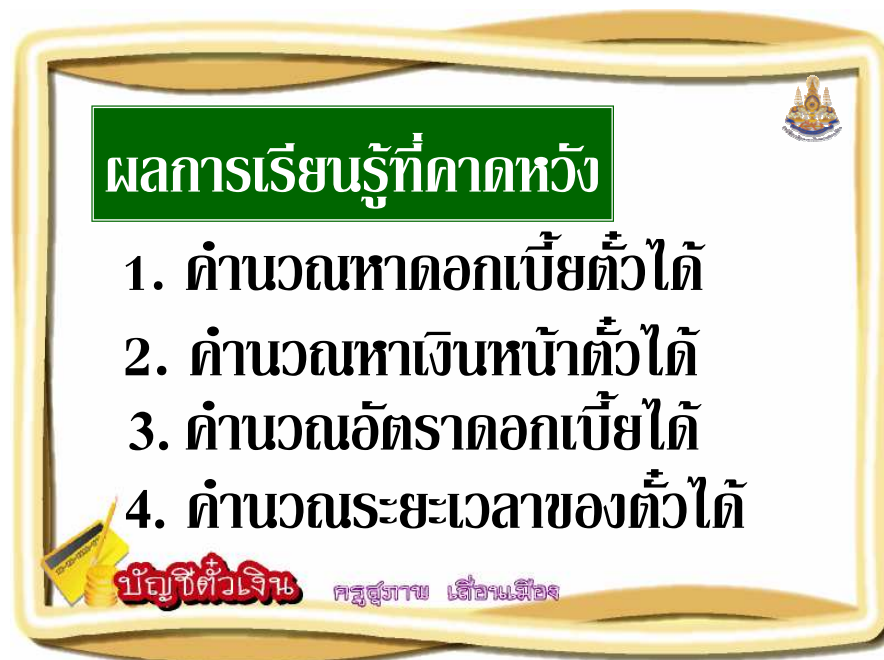 ผลการเรียนรู้ที่คาดหวัง
1. คำนวณหาดอกเบี้ยตั๋วได้
2. คำนวณหาเงินหน้าตั๋วได้
3. คำนวณอัตราดอกเบี้ยได้
4. คำนวณระยะเวลาของตั๋วได้
บัญชีตั๋วเงิน ครูสุภาพ เลื่อนเมือง